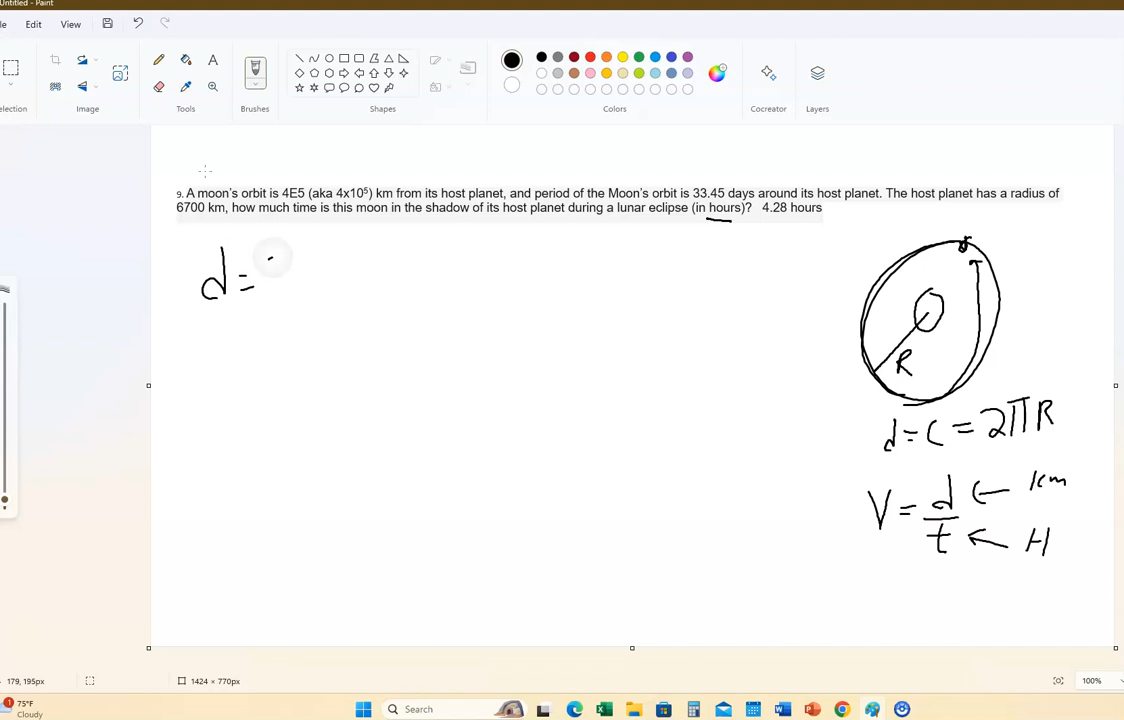 Untitled - Paint
Edit View
Image
Tools
Brushes
Shapes
Colors
Cocreator
Layers
9. A moon's orbit is 4E5 (aka 4x10⁵) km from its host planet, and period of the Moon's orbit is 33.45 days around its host planet. The host planet has a radius of
6700 km, how much time is this moon in the shadow of its host planet during a lunar eclipse (in hours)? 4.28 hours
d =
R
d = C = 2πR
V = d/t ← km
← H
179, 195px
1424 × 770px
100%
75°F
Cloudy
Search